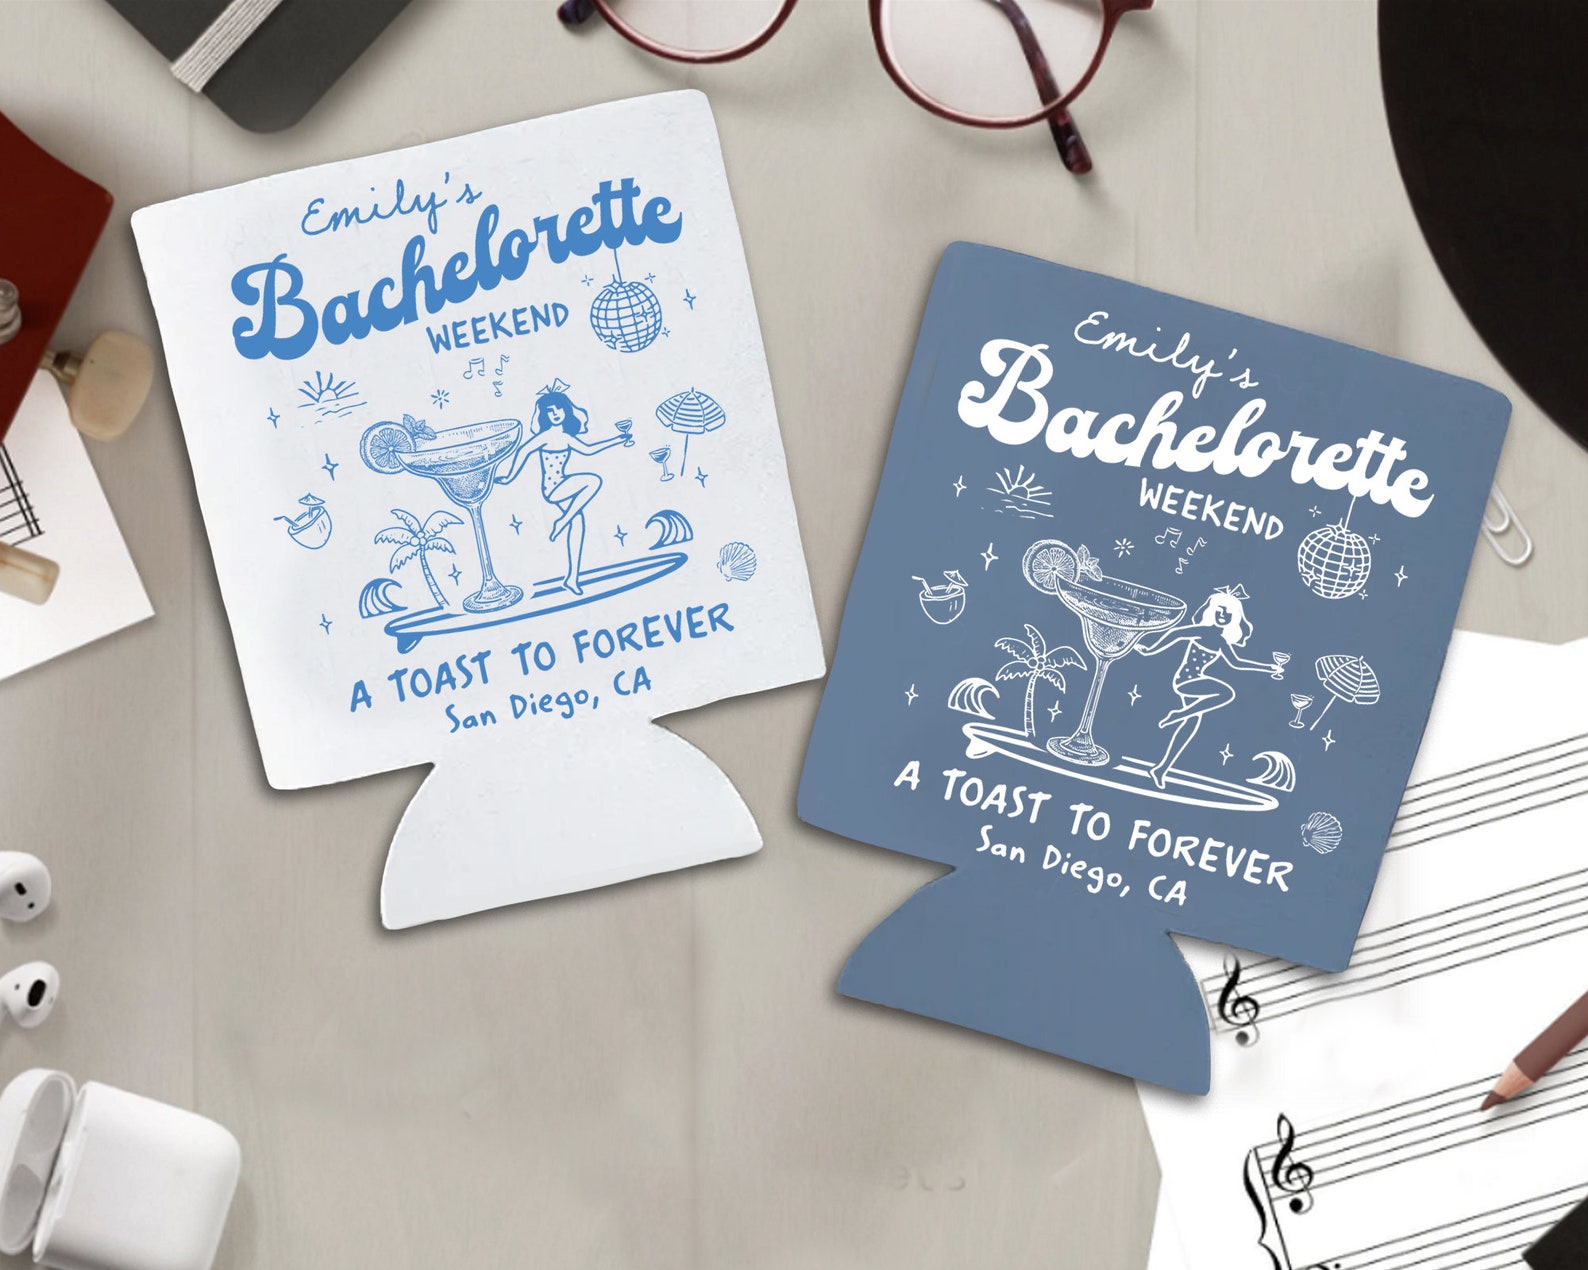 Emily's
Bachelorette
WEEKEND
A TOAST TO FOREVER
San Diego, CA
Emily's
Bachelorette
WEEKEND
A TOAST TO FOREVER
San Diego, CA